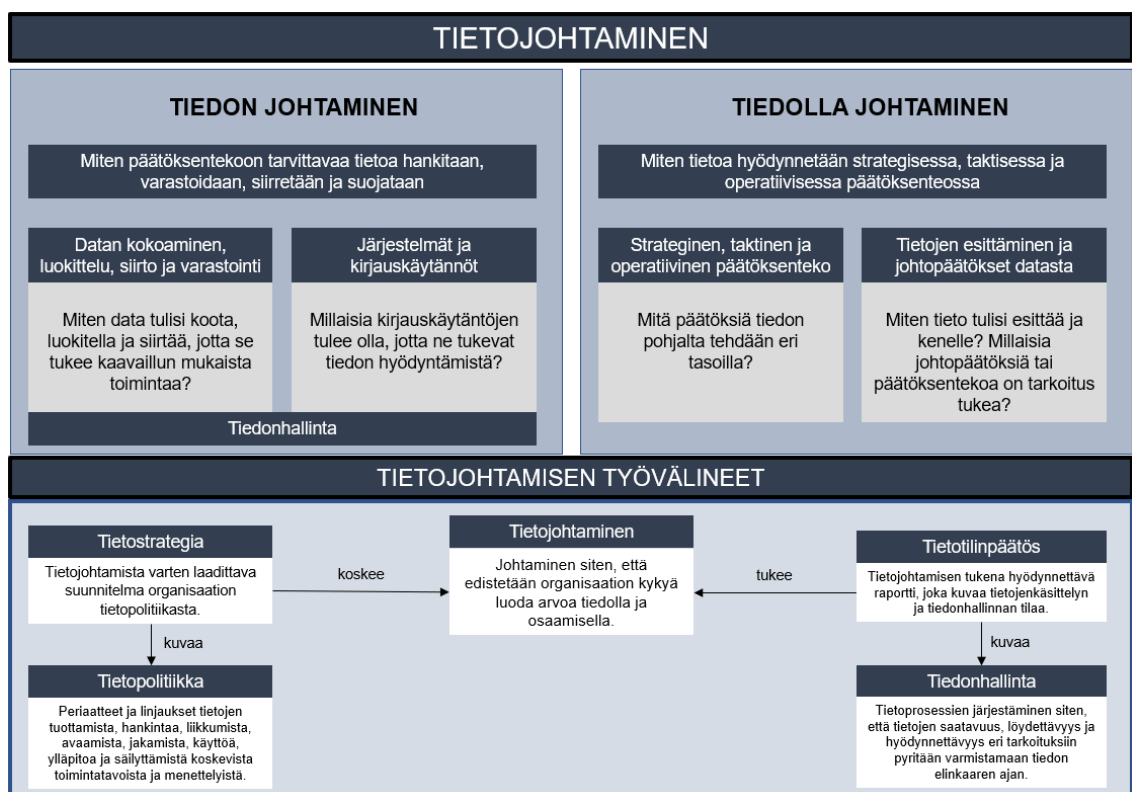 TIETOJOHTAMINEN
TIEDON JOHTAMINEN
Miten päätöksentekoon tarvittavaa tietoa hankitaan,
varastoidaan, siirretään ja suojataan
Datan kokoaminen,
luokittelu, siirto ja varastointi
Miten data tulisi koota,
luokitella ja siirtää, jotta se
tukee kaavaillun mukaista
toimintaa?
Järjestelmät ja
kirjauskäytännöt
Millaisia kirjauskäytäntöjen
tulee olla, jotta ne tukevat
tiedon hyödyntämistä?
Tiedonhallinta
TIEDOLLA JOHTAMINEN
Miten tietoa hyödynnetään strategisessa, taktisessa ja
operatiivisessa päätöksenteossa
Strateginen, taktinen ja
operatiivinen päätöksenteko
Mitä päätöksiä tiedon
pohjalta tehdään eri
tasoilla?
Tietojen esittäminen ja
johtopäätökset datasta
Miten tieto tulisi esittää ja
kenelle? Millaisia
johtopäätöksiä tai
päätöksentekoa on tarkoitus
tukea?
TIETOJOHTAMISEN TYÖVÄLINEET
Tietostrategia
Tietojohtamista varten laadittava
suunnitelma organisaation
tietopolitiikasta.
koskee
kuvaa
Tietopolitiikka
Periaatteet ja linjaukset tietojen
tuottamista, hankintaa, liikkumista,
avaamista, jakamista, käyttöä,
ylläpitoa ja säilyttämistä koskevista
toimintatavoista ja menettelyistä.
Tietojohtaminen
Johtaminen siten, että
edistetään organisaation kykyä
luoda arvoa tiedolla ja
osaamisella.
tukee
Tietotilinpäätös
Tietojohtamisen tukena hyödynnettävä
raportti, joka kuvaa tietojenkäsittelyn
ja tiedonhallinnan tilaa.
kuvaa
Tiedonhallinta
Tietoprosessien järjestäminen siten,
että tietojen saatavuus, löydettävyys ja
hyödynnettävyys eri tarkoituksiin
pyritään varmistamaan tiedon
elinkaaren ajan.